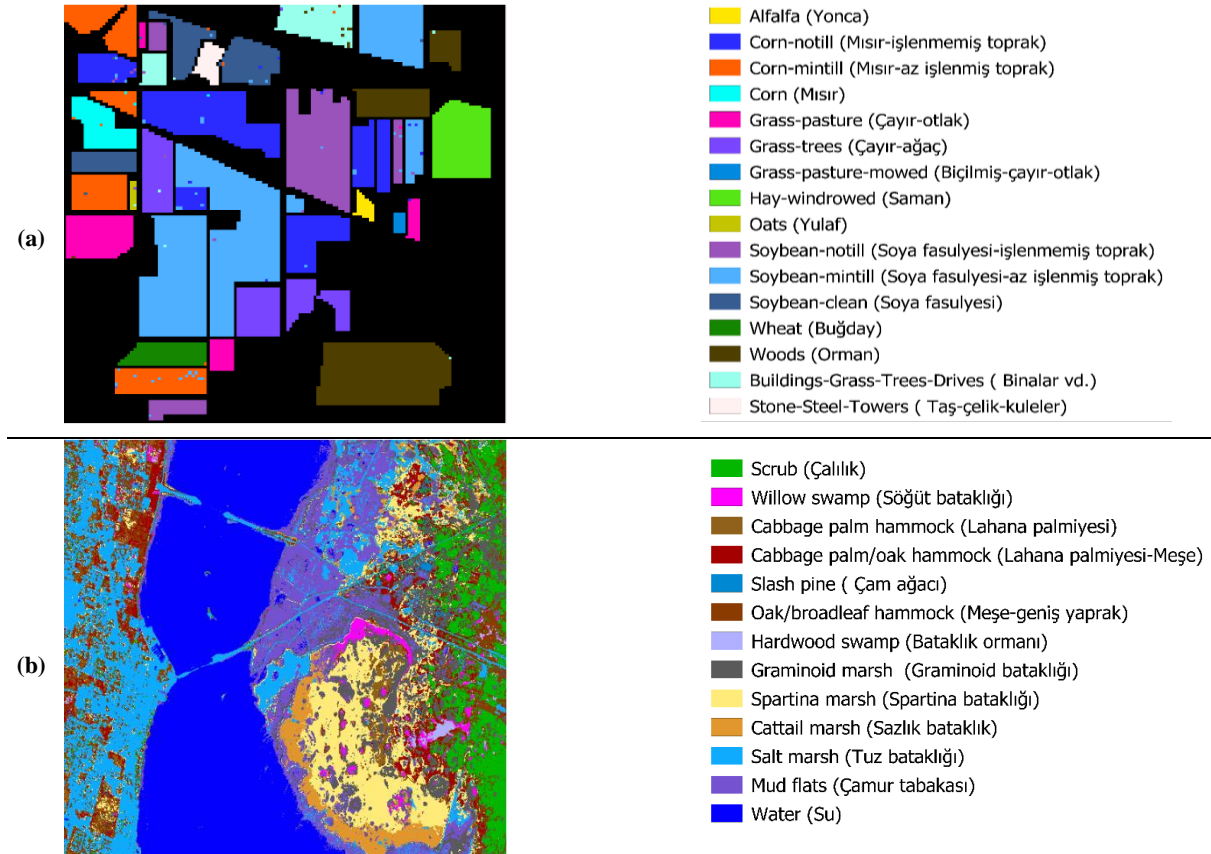 (a)
Alfalfa (Yonca)
Corn-notill (Mısır-işlenmemiş toprak)
Corn-mintill (Mısır-az işlenmiş toprak)
Corn (Mısır)
Grass-pasture (Çayır-otlak)
Grass-trees (Çayır-ağaç)
Grass-pasture-mowed (Biçilmiş-çayır-otlak)
Hay-windrowed (Saman)
Oats (Yulaf)
Soybean-notill (Soya fasulyesi-işlenmemiş toprak)
Soybean-mintill (Soya fasulyesi-az işlenmiş toprak)
Soybean-clean (Soya fasulyesi)
Wheat (Buğday)
Woods (Orman)
Buildings-Grass-Trees-Drives ( Binalar vd.)
Stone-Steel-Towers ( Taş-çelik-kuleler)
(b)
Scrub (Çalılık)
Willow swamp (Söğüt bataklığı)
Cabbage palm hammock (Lahana palmiyesi)
Cabbage palm/oak hammock (Lahana palmiyesi-Meşe)
Slash pine ( Çam ağacı)
Oak/broadleaf hammock (Meşe-geniş yaprak)
Hardwood swamp (Bataklık ormanı)
Graminoid marsh (Graminoid bataklığı)
Spartina marsh (Spartina bataklığı)
Cattail marsh (Sazlık bataklık)
Salt marsh (Tuz bataklığı)
Mud flats (Çamur tabakası)
Water (Su)